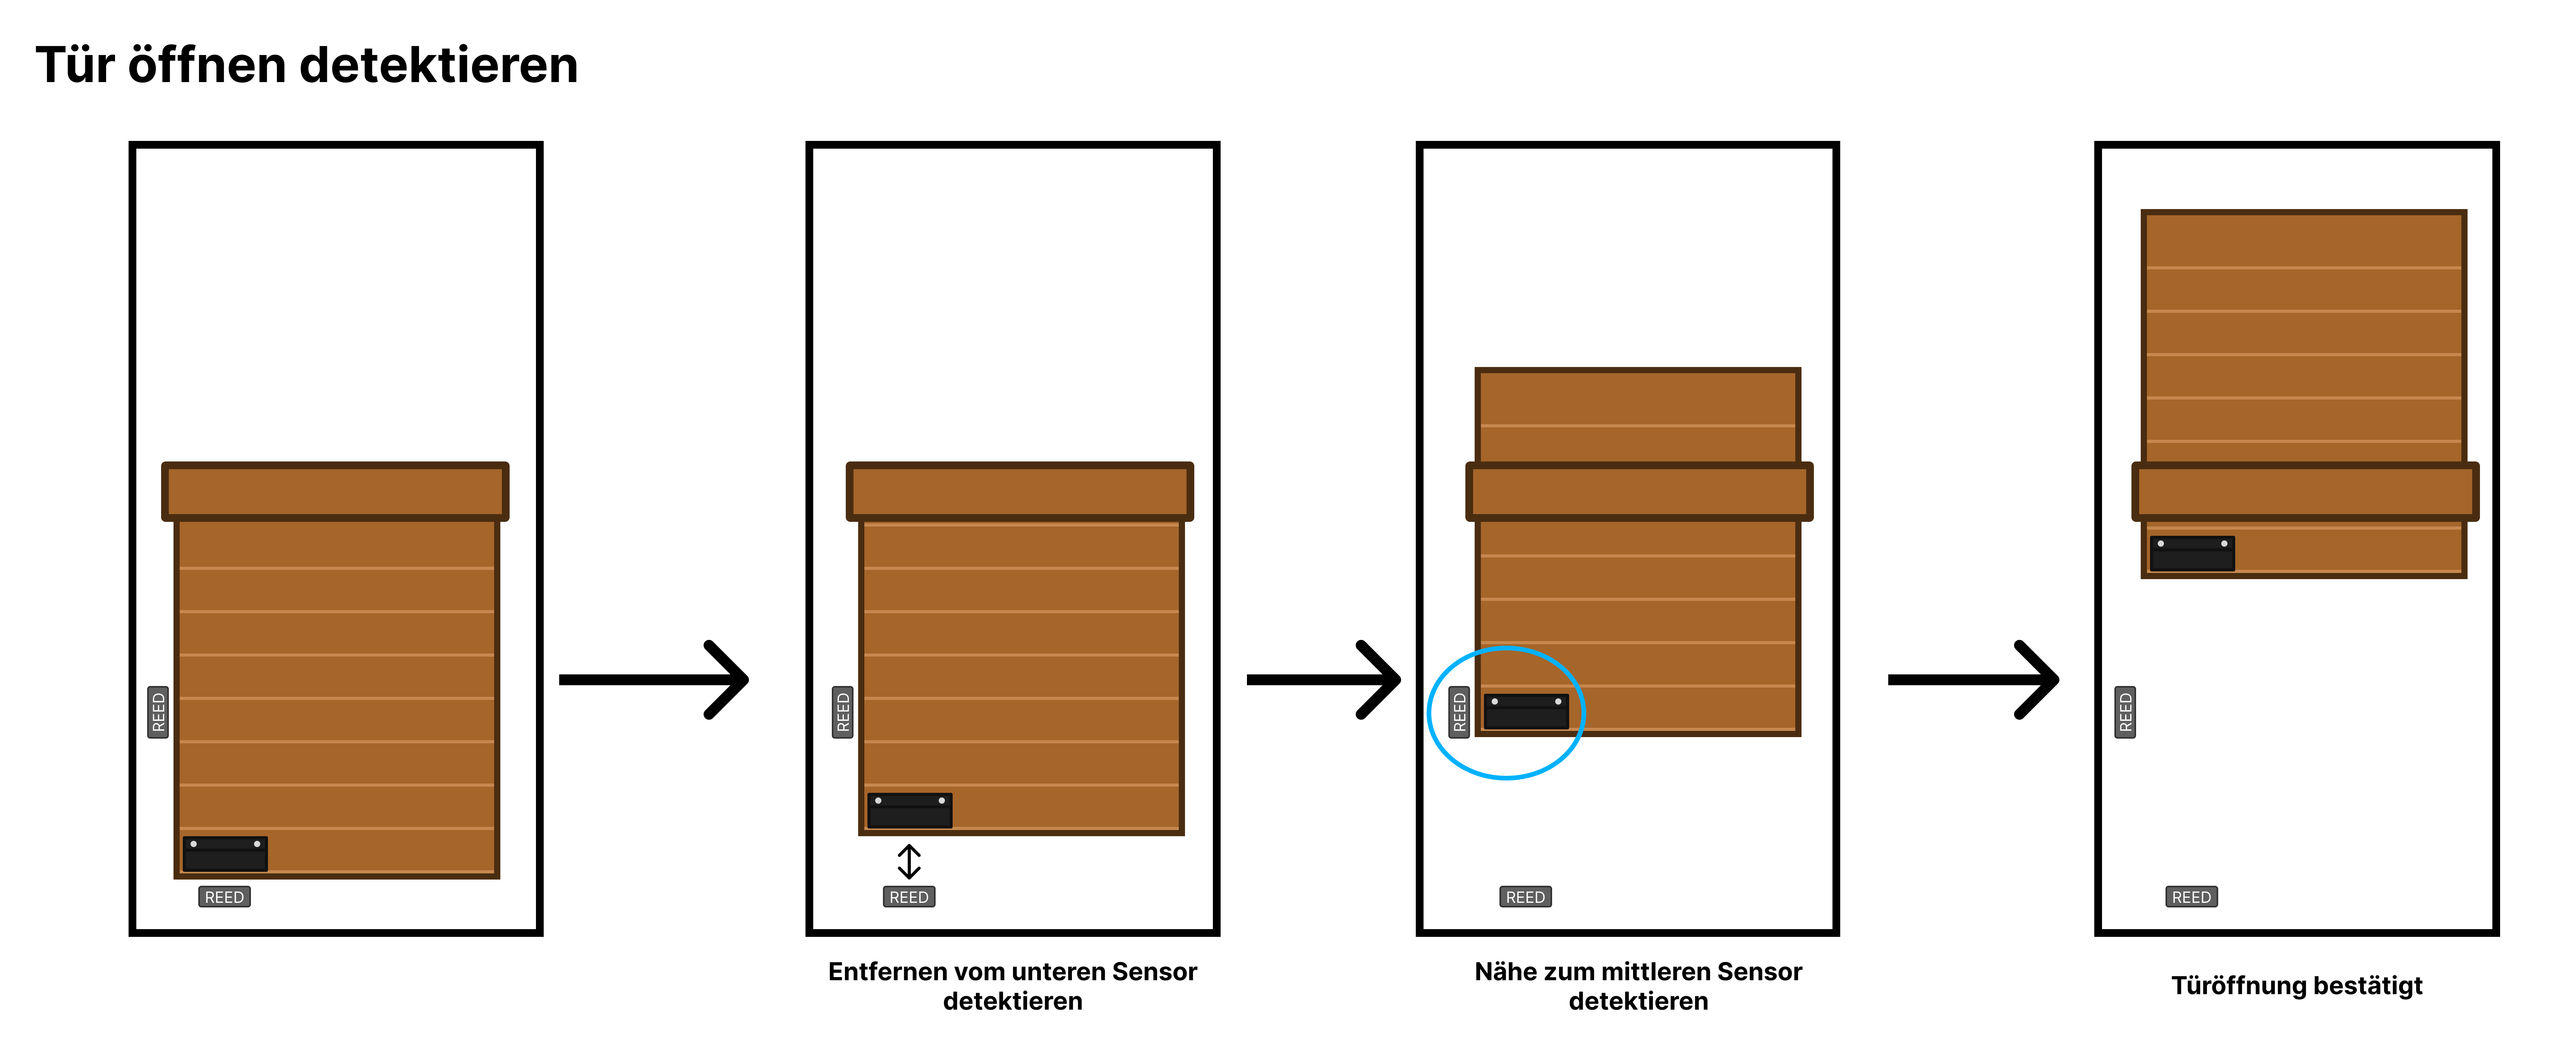 Tür öffnen detektieren
REED
REED
REED
REED
REED
REED
REED
REED
Entfernen vom unteren Sensor
detektieren
Nähe zum mittleren Sensor
detektieren
Türöffnung bestätigt